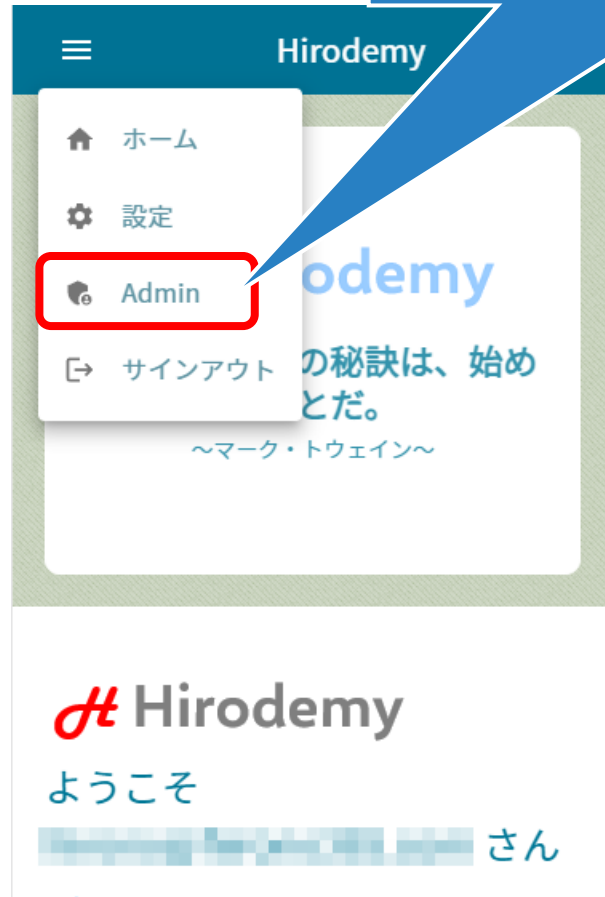 Hirodemy
ホーム
設定
Admin
サインアウト
odemy
の秘訣は、始め
とだ。
～マーク・トウェイン～
Hirodemy
ようこそ
さん